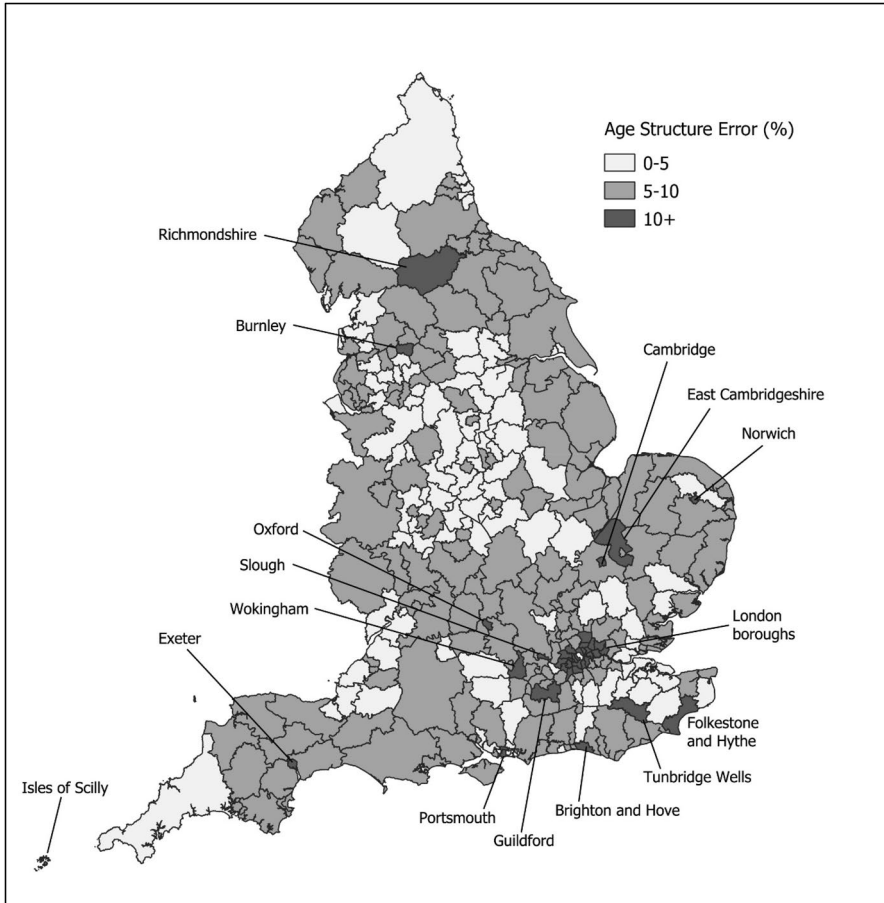 Age Structure Error (%)
0-5
5-10
10+
Richmondshire
Burnley
Cambridge
East Cambridgeshire
Norwich
Oxford
Slough
Wokingham
Exeter
London
boroughs
Folkestone
and Hythe
Isles of Scilly
Tunbridge Wells
Portsmouth
Brighton and Hove
Guildford